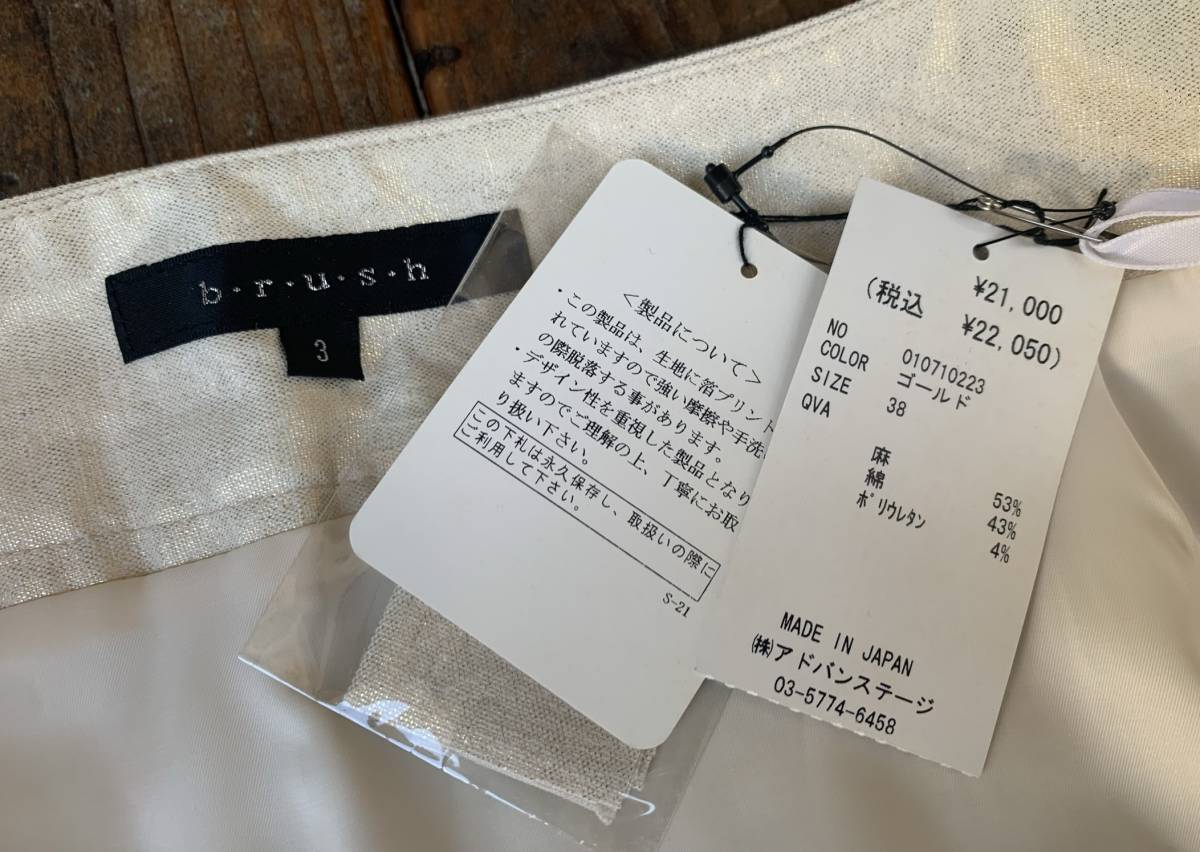 b・r・u・s・h
3
＜製品について＞
・この製品は、生地に箔プリント
れていますので強い摩擦や手洗
の際脱落する事があります。
・デザイン性を重視した製品となり
ますのでご理解の上、丁寧にお取
り扱い下さい。
この下札は永久保存し、取扱いの際に
ご利用して下さい。
S-21
¥21,000
(税込 ¥22,050)
NO 010710223
COLOR ゴールド
SIZE 38
QVA
麻 53%
綿 43%
ﾎﾟﾘｳﾚﾀﾝ 4%
MADE IN JAPAN
㈱アドバンステージ
03-5774-6458